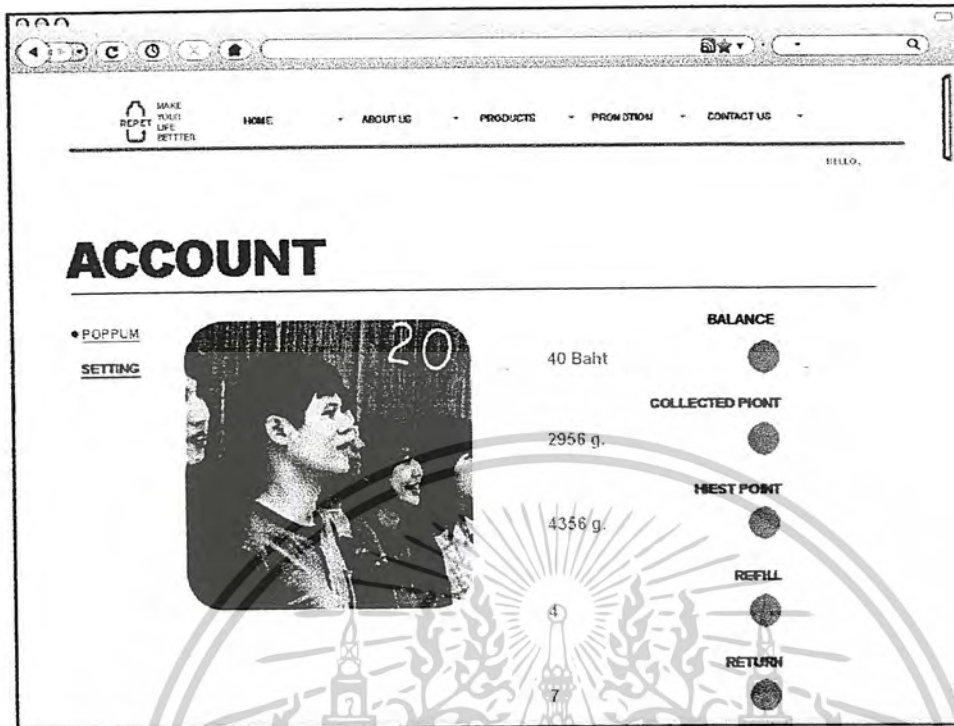 REPET
MAKE
YOUR
LIFE
BETTTER
HOME ABOUT US PRODUCTS PROMOTION CONTACT US
HELLO,
ACCOUNT
POPPUM
SETTING
20
BALANCE
40 Baht
COLLECTED PIONT
2956 g.
HIEST POINT
4356 g.
REFILL
4
RETURN
7